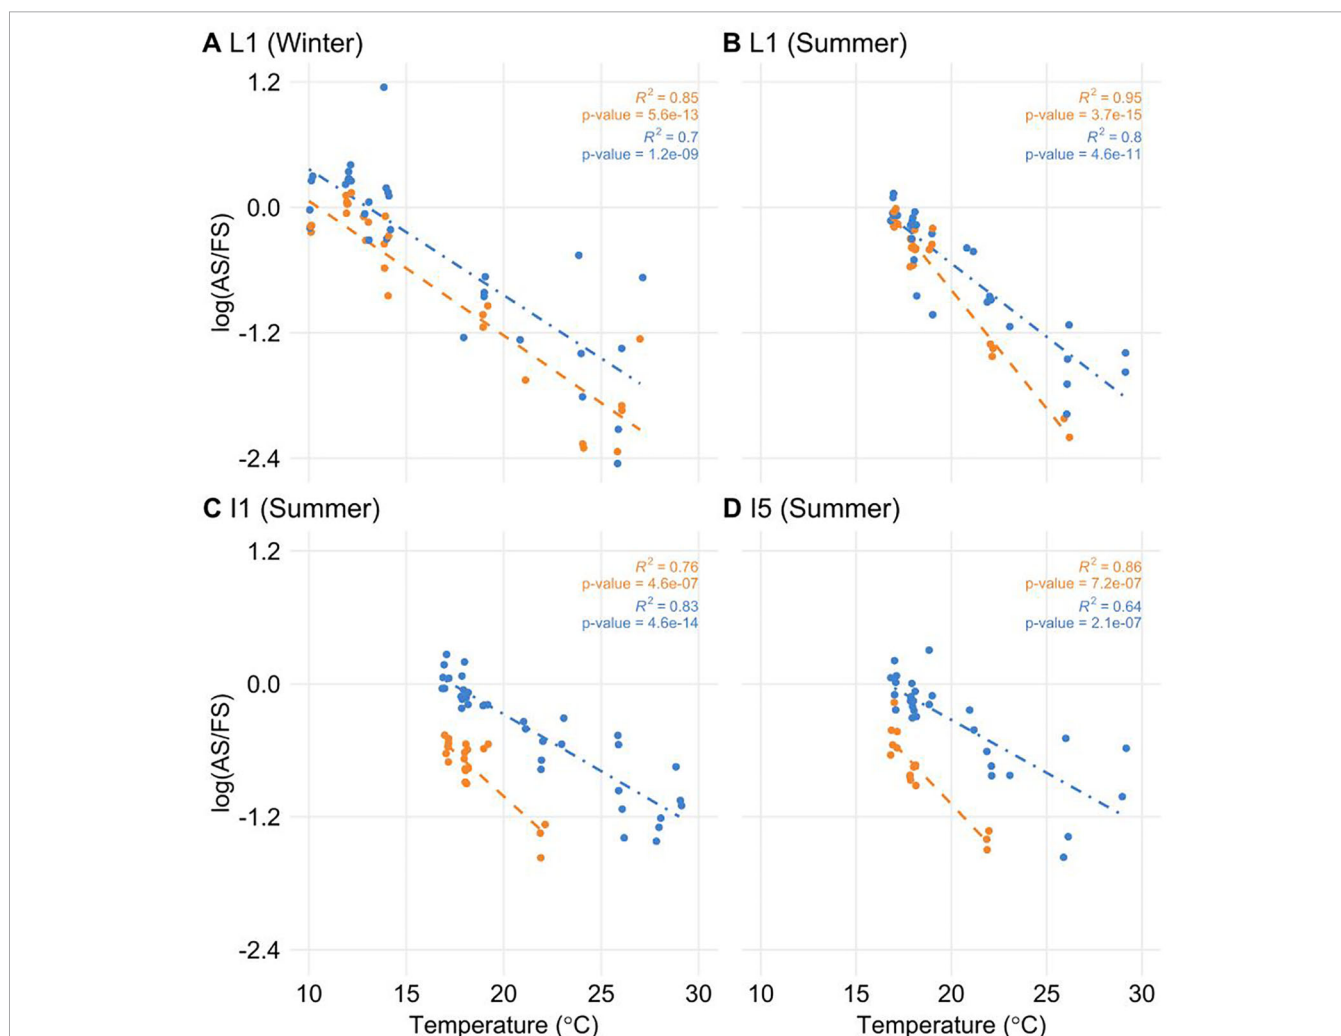 A L1 (Winter)
B L1 (Summer)
1.2
0.0
-1.2
-2.4
log(AS/FS)
R² = 0.85
p-value = 5.6e-13
R² = 0.7
p-value = 1.2e-09
R² = 0.95
p-value = 3.7e-15
R² = 0.8
p-value = 4.6e-11
C I1 (Summer)
D I5 (Summer)
1.2
0.0
-1.2
-2.4
log(AS/FS)
R² = 0.76
p-value = 4.6e-07
R² = 0.83
p-value = 4.6e-14
R² = 0.86
p-value = 7.2e-07
R² = 0.64
p-value = 2.1e-07
10 15 20 25 30
10 15 20 25 30
Temperature (°C)
Temperature (°C)